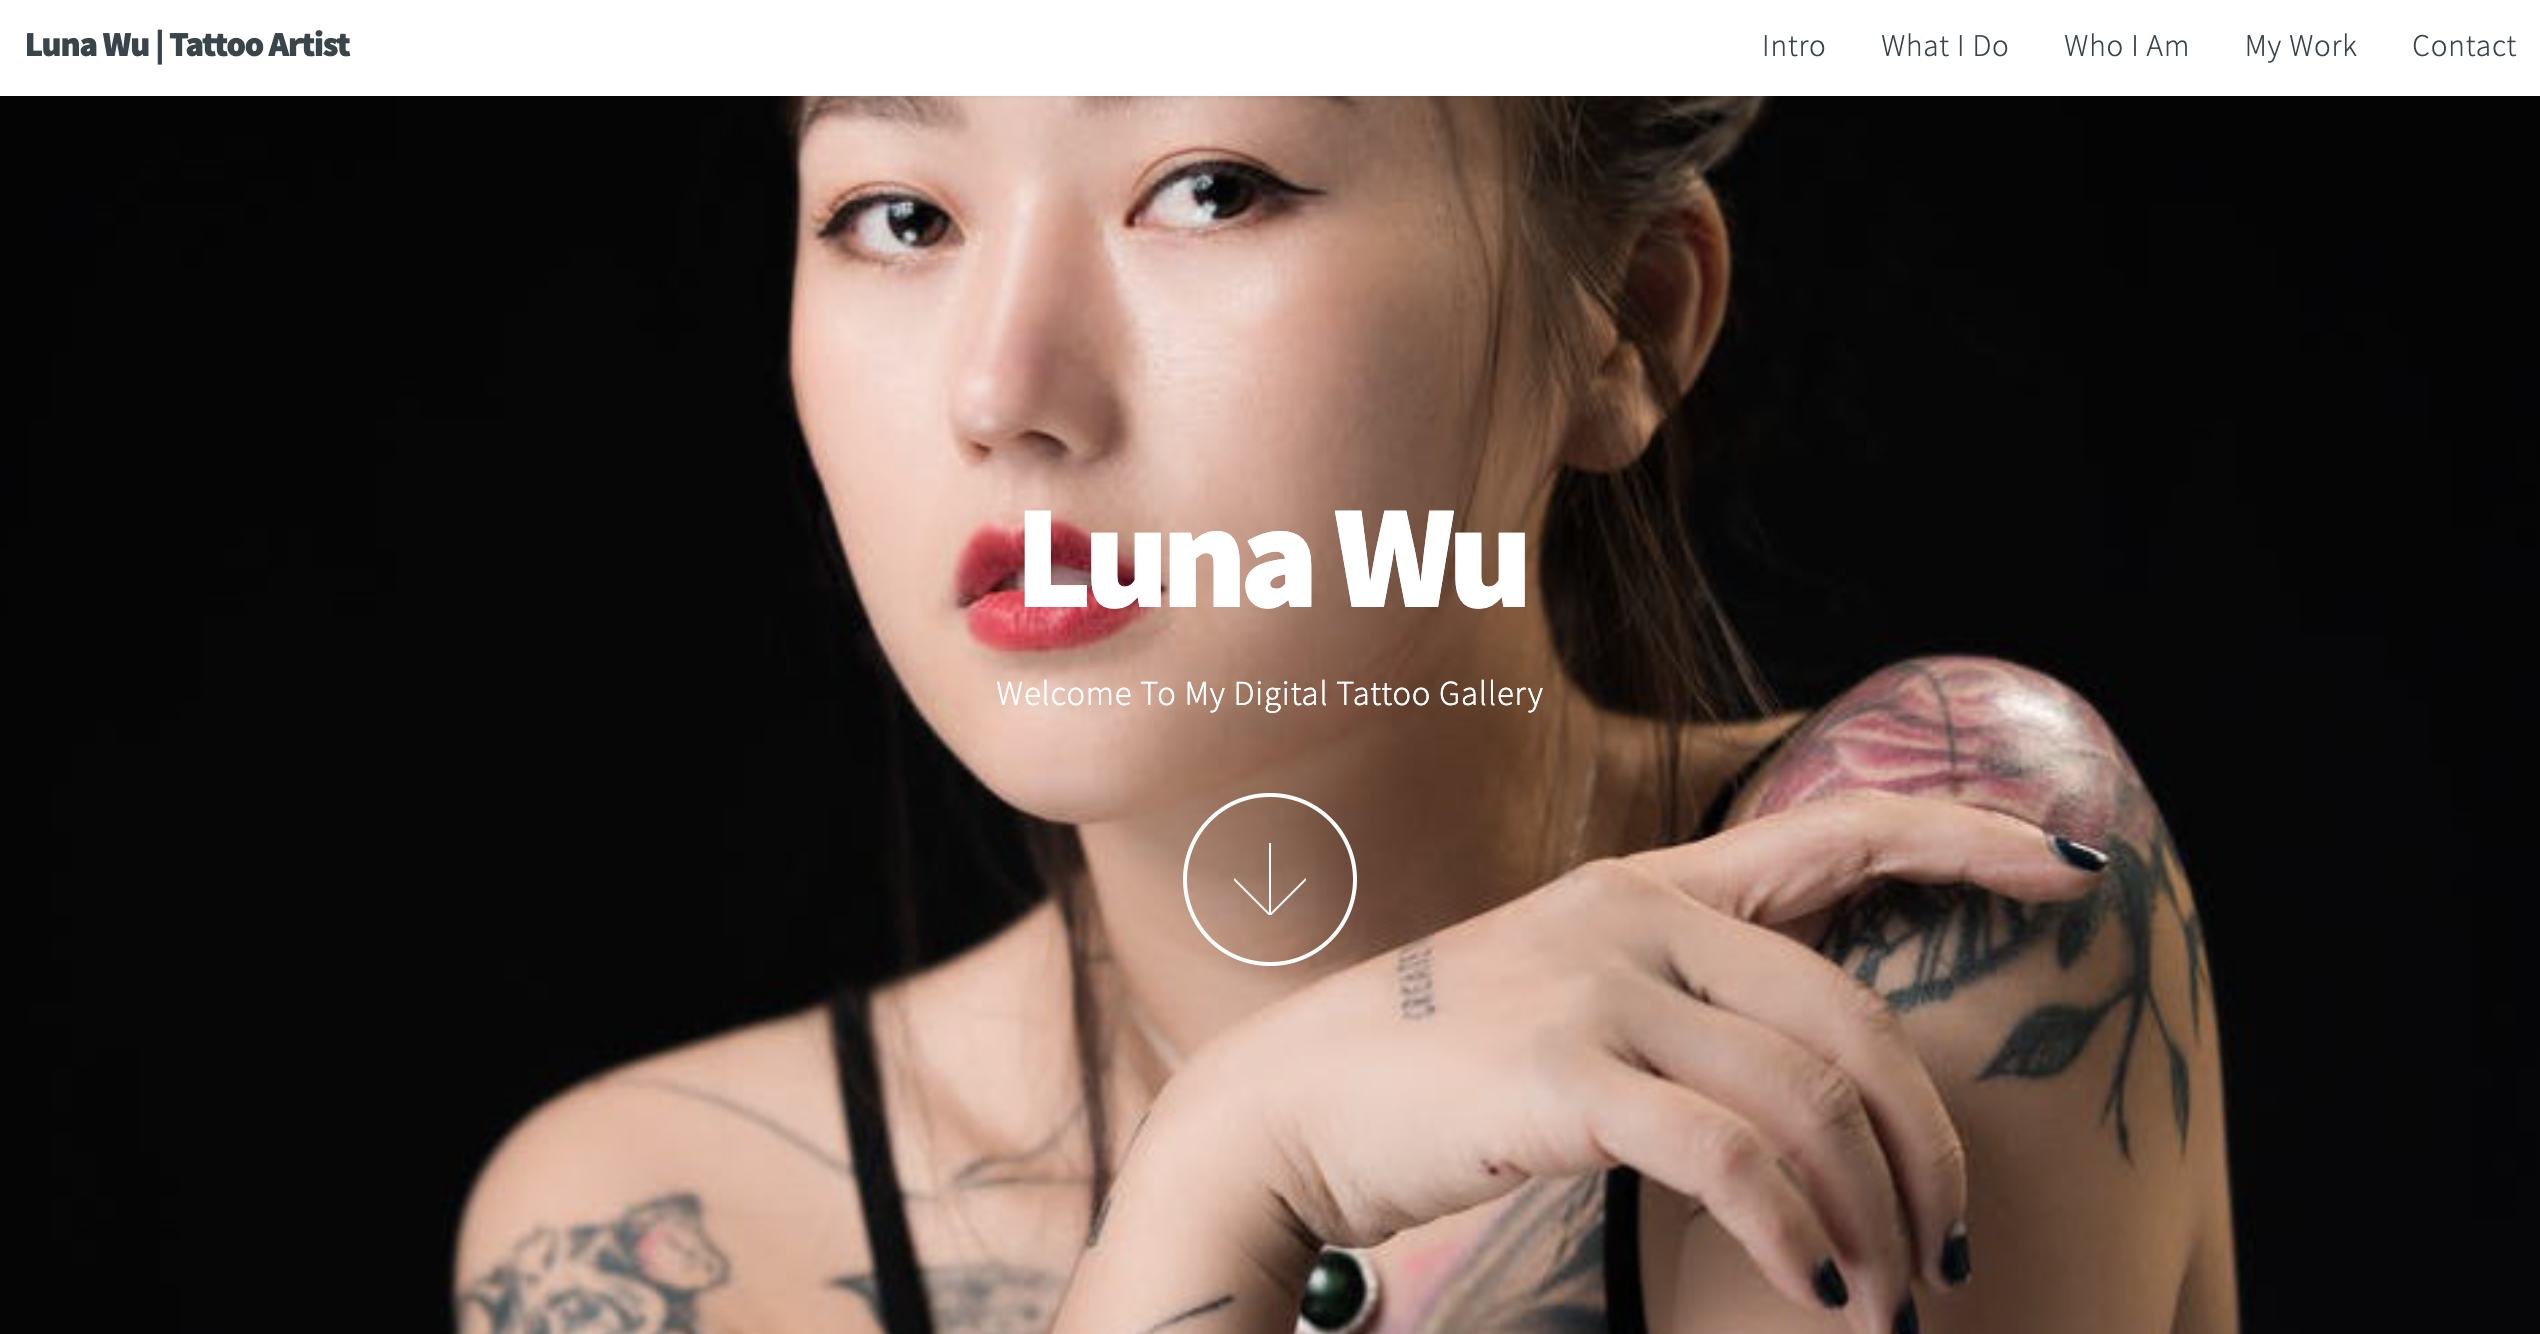 Luna Wu | Tattoo Artist
Intro What I Do Who I Am My Work Contact
Luna Wu
Welcome To My Digital Tattoo Gallery
CREATE